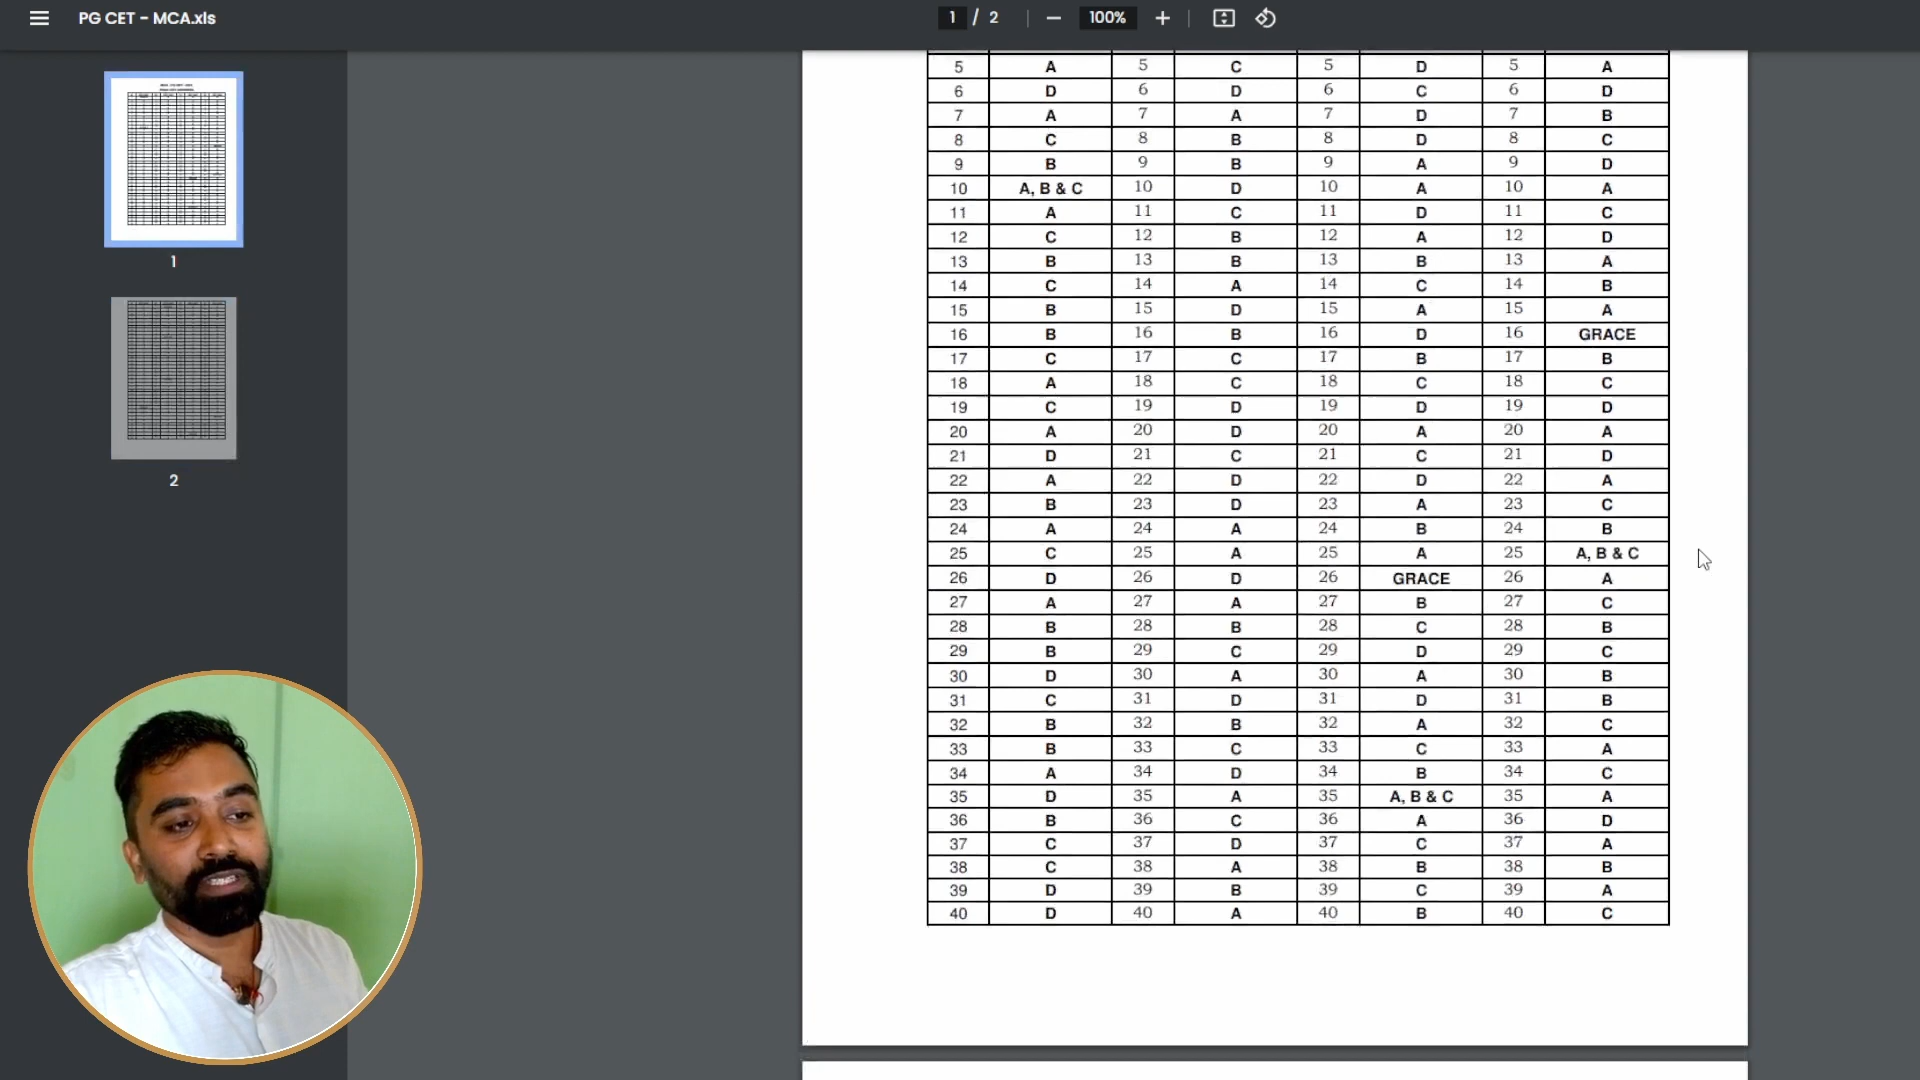 PG CET - MCA.xls
1 / 2 100%
5 A 5 C 5 D 5 A
6 D 6 D 6 C 6 D
7 A 7 A 7 D 7 B
8 C 8 B 8 D 8 C
9 B 9 B 9 A 9 D
10 A, B & C 10 D 10 A 10 A
11 A 11 C 11 D 11 C
12 C 12 B 12 A 12 D
13 B 13 B 13 B 13 A
14 C 14 A 14 C 14 B
15 B 15 D 15 A 15 A
16 B 16 B 16 D 16 GRACE
17 C 17 C 17 B 17 B
18 A 18 C 18 C 18 C
19 C 19 D 19 D 19 D
20 A 20 D 20 A 20 A
21 D 21 C 21 C 21 D
22 A 22 D 22 D 22 A
23 B 23 D 23 A 23 C
24 A 24 A 24 B 24 B
25 C 25 A 25 A 25 A, B & C
26 D 26 D 26 GRACE 26 A
27 A 27 A 27 B 27 C
28 B 28 B 28 C 28 B
29 B 29 C 29 D 29 C
30 D 30 A 30 A 30 B
31 C 31 D 31 D 31 B
32 B 32 B 32 A 32 C
33 B 33 C 33 C 33 A
34 A 34 D 34 B 34 C
35 D 35 A 35 A, B & C 35 A
36 B 36 C 36 A 36 D
37 C 37 D 37 C 37 A
38 C 38 A 38 B 38 B
39 D 39 B 39 C 39 A
40 D 40 A 40 B 40 C
1
2